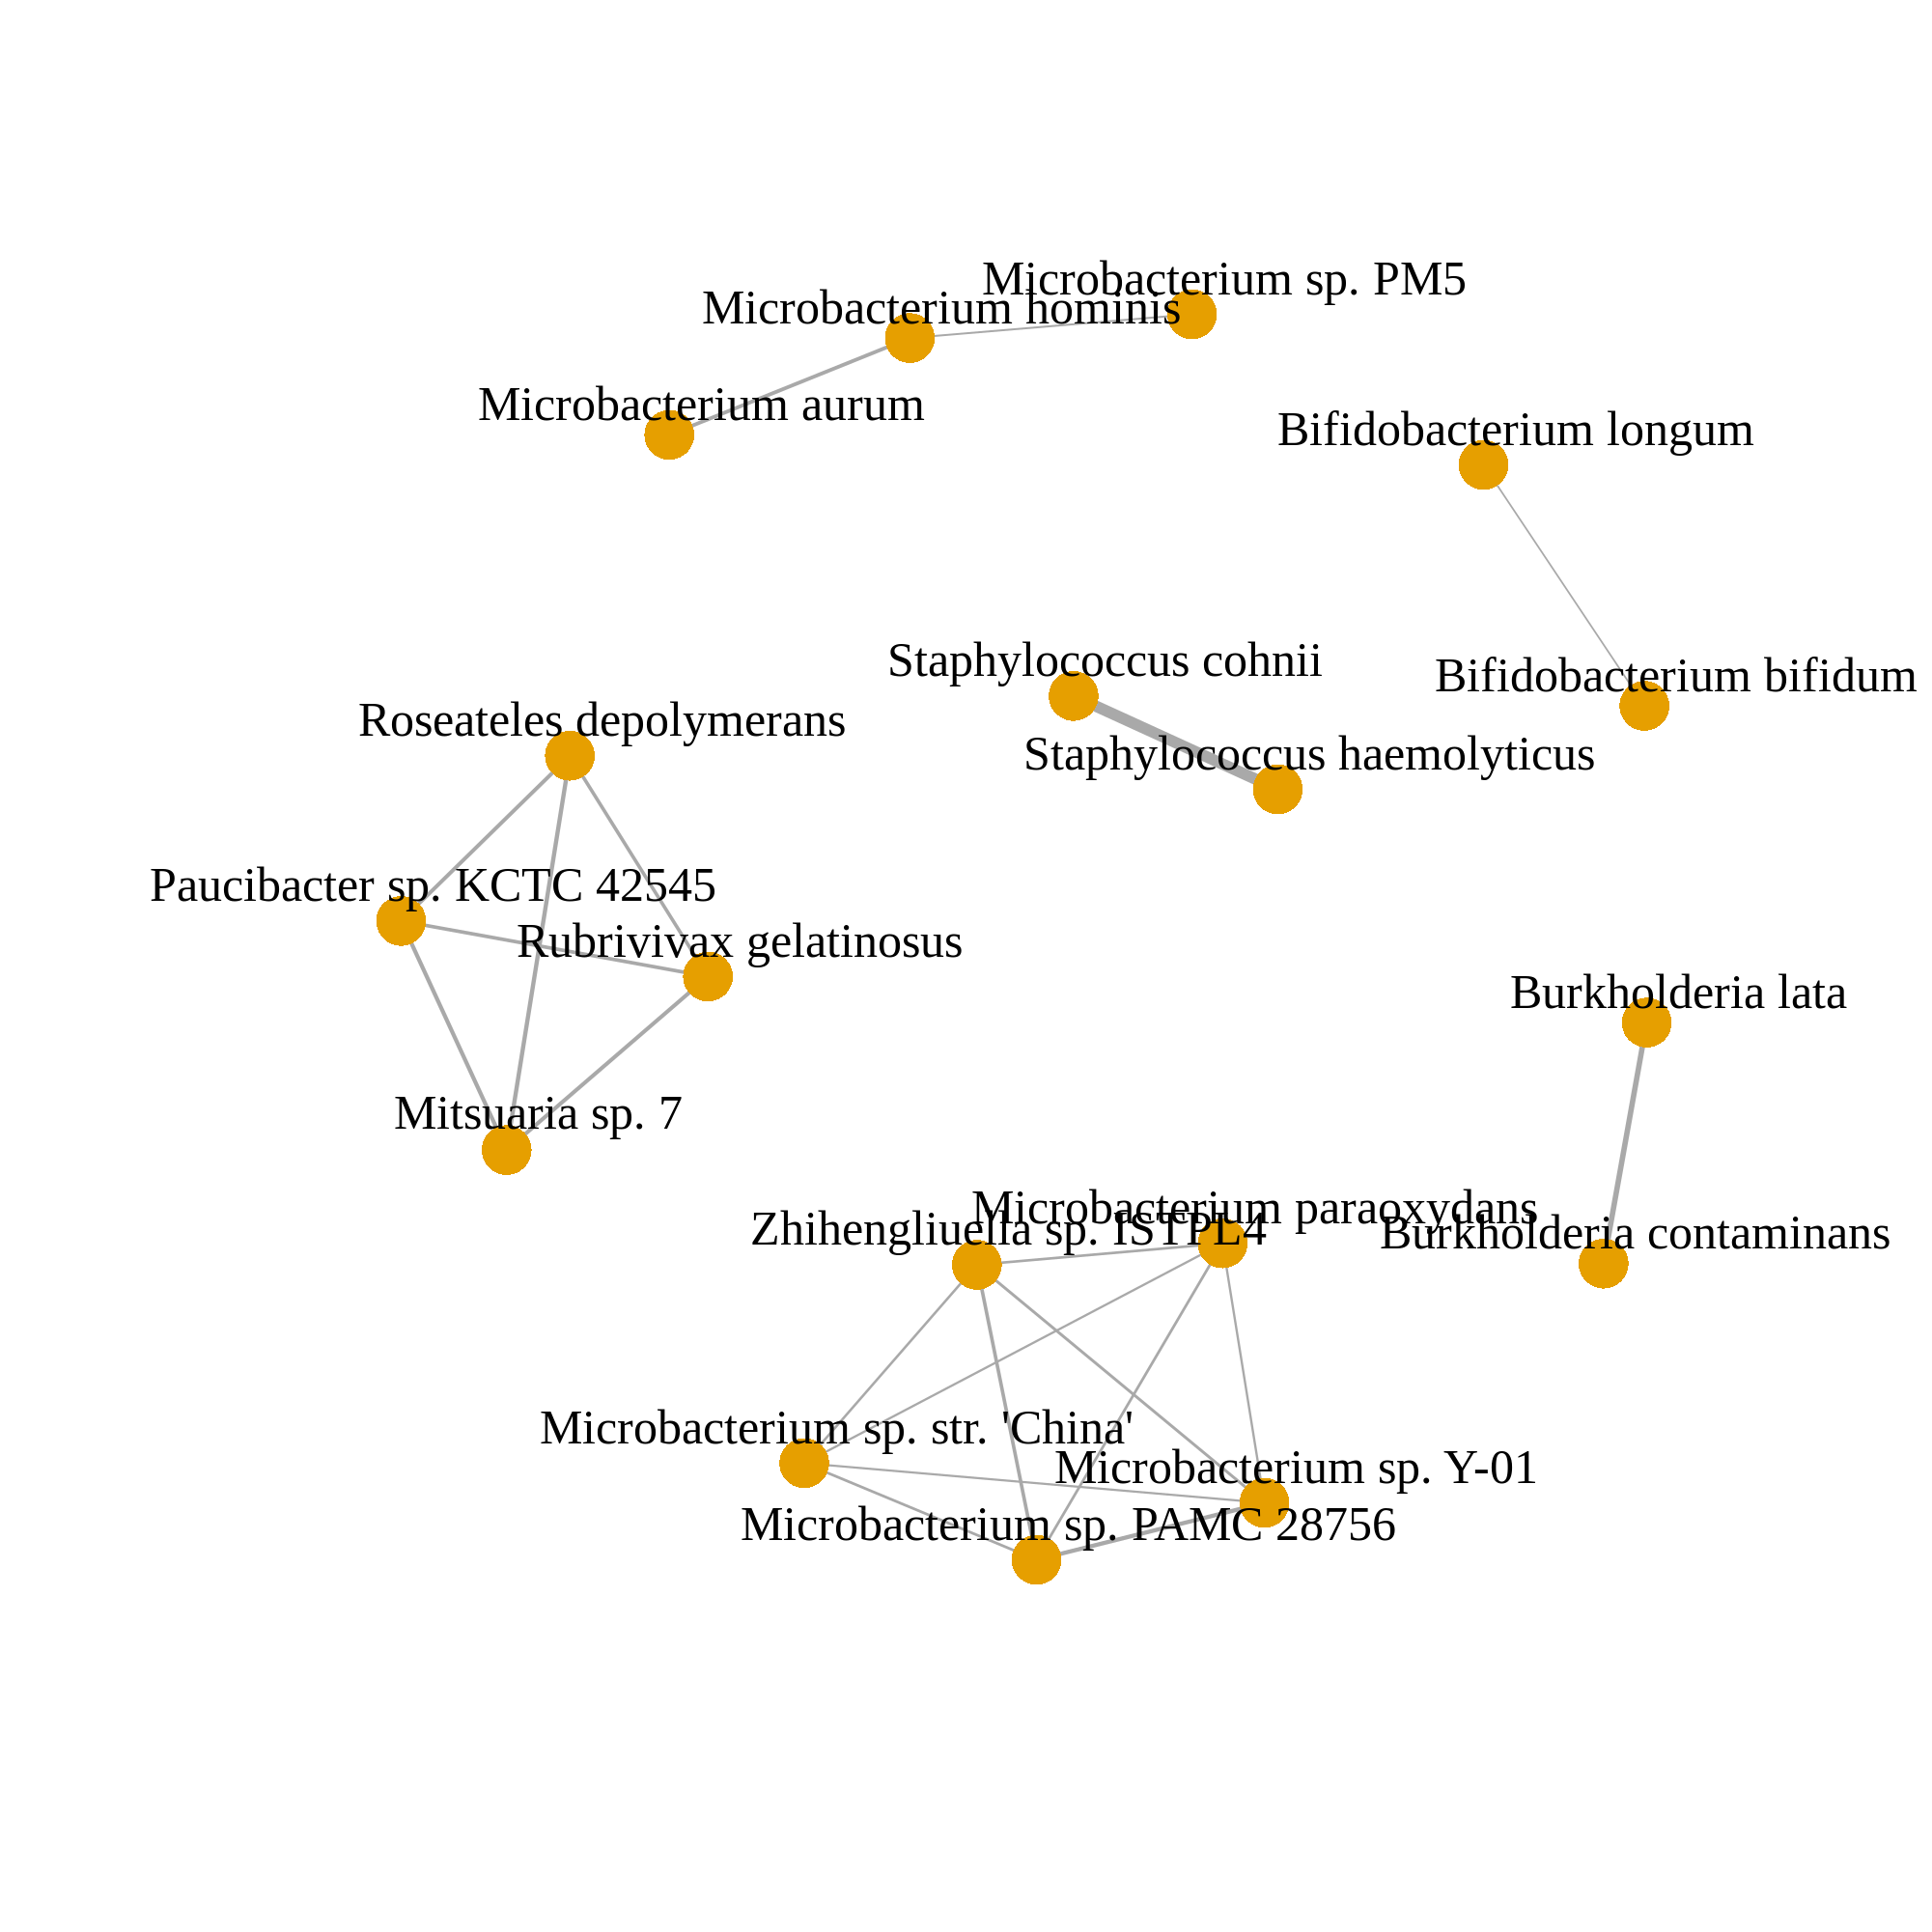 Microbacterium sp. PM5
Microbacterium hominis
Microbacterium aurum
Bifidobacterium longum
Staphylococcus cohnii
Bifidobacterium bifidum
Roseateles depolymerans
Staphylococcus haemolyticus
Paucibacter sp. KCTC 42545
Rubrivivax gelatinosus
Burkholderia lata
Mitsuaria sp. 7
Microbacterium paraoxydans
Zhihengliuella sp. ISTPL4
Burkholderia contaminans
Microbacterium sp. str. 'China'
Microbacterium sp. Y-01
Microbacterium sp. PAMC 28756